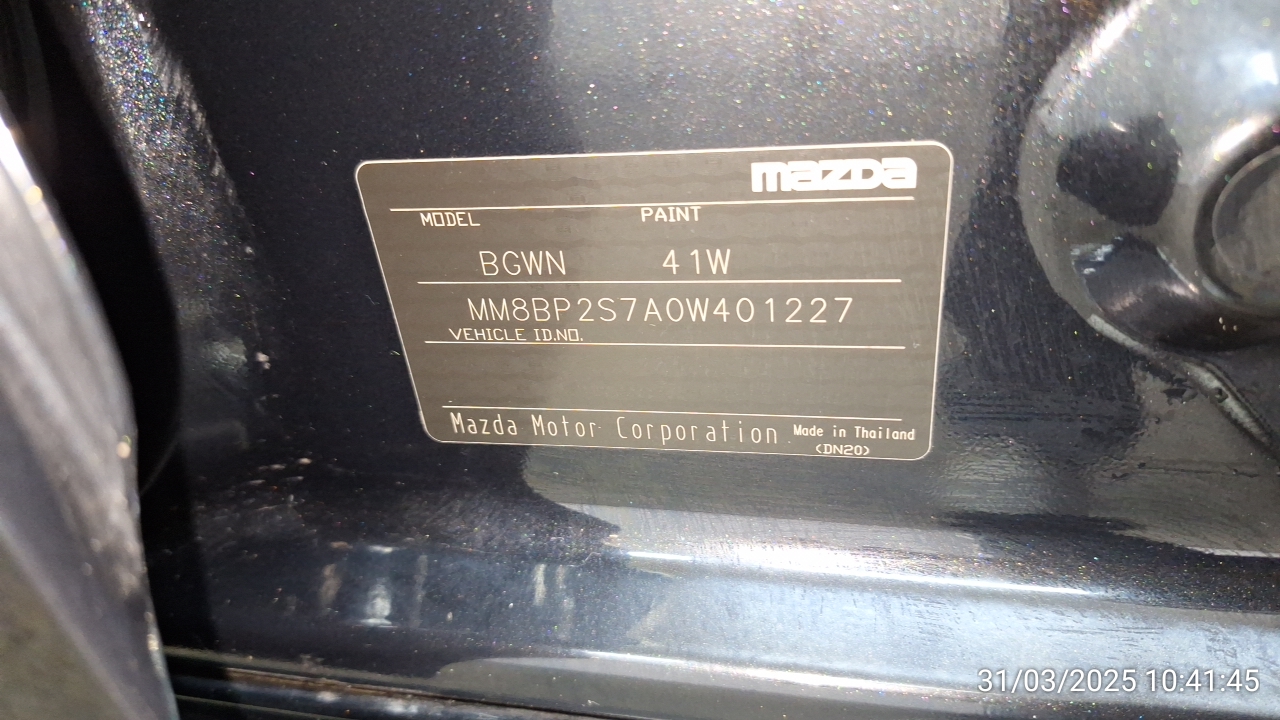 mazda
MODEL PAINT
BGWN 41W
MM8BP2S7A0W401227
VEHICLE ID.NO.
Mazda Motor Corporation Made in Thailand
(DN20)
31/03/2025 10:41:45